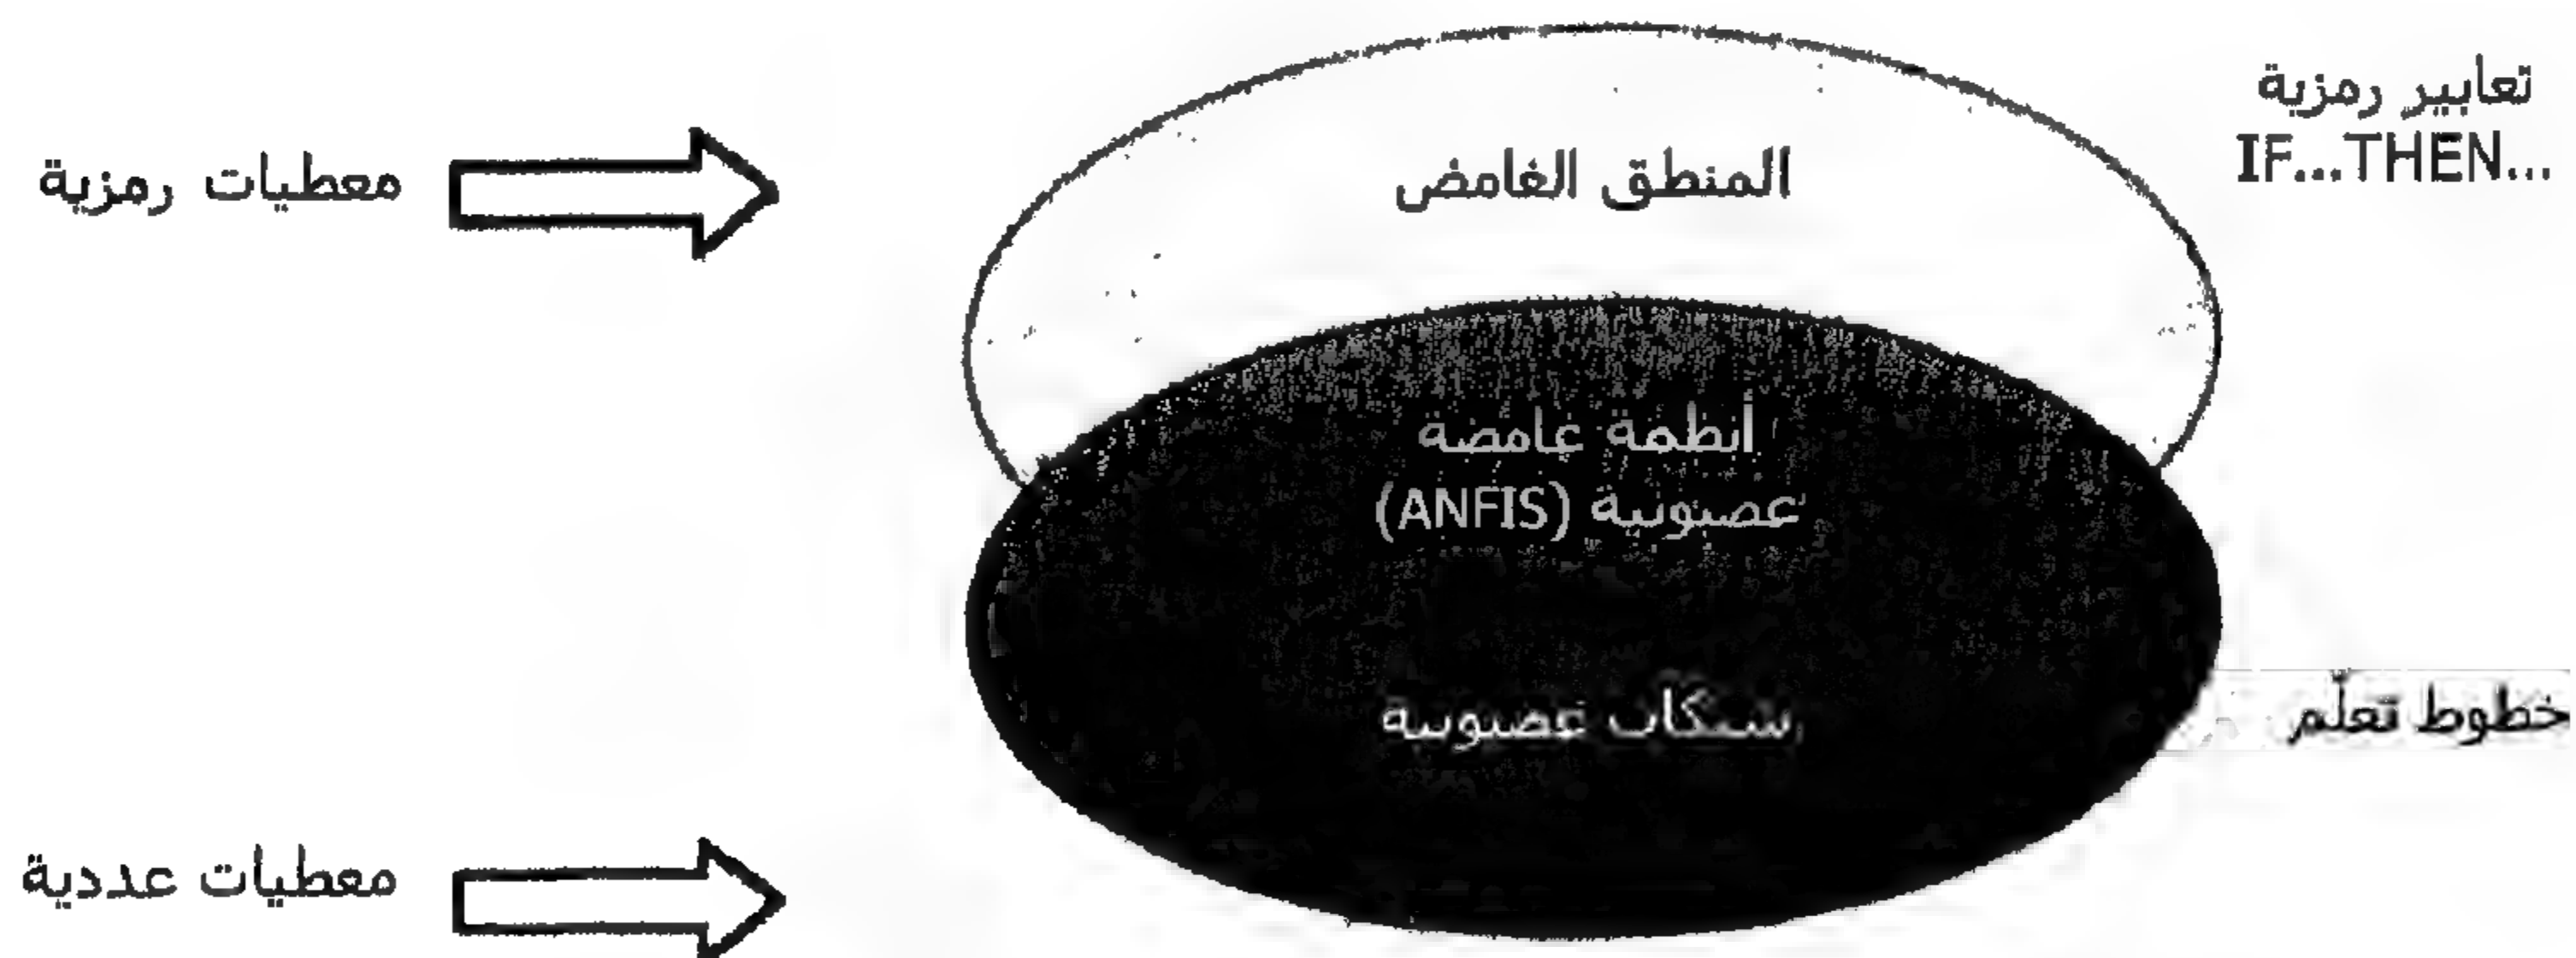 تعابير رمزية
IF...THEN...
معطيات رمزية
المنطق الغامض
أنظمة غامضة
عصبونية (ANFIS)
شبكات عصبونية
خطوط تعلّم
معطيات عددية